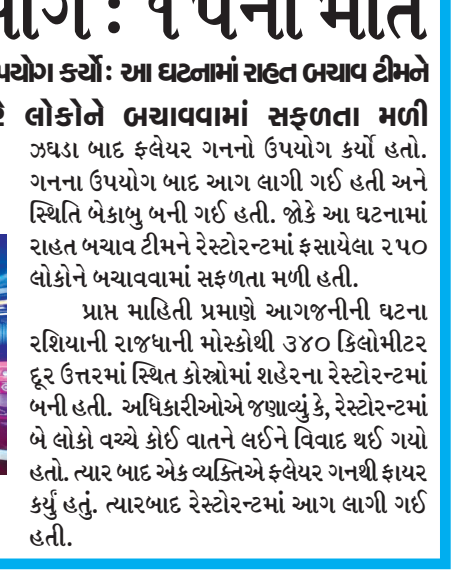 યોગ : ૧૫નાં મોત
પયોગ કર્યો: આ ઘટનામાં રાહત બચાવ ટીમને
લોકોને બચાવવામાં સફળતા મળી
ઝઘડા બાદ ફ્લેયર ગનનો ઉપયોગ કર્યો હતો.
ગનના ઉપયોગ બાદ આગ લાગી ગઈ હતી અને
સ્થિતિ બેકાબુ બની ગઈ હતી. જોકે આ ઘટનામાં
રાહત બચાવ ટીમને રેસ્ટોરન્ટમાં ફસાયેલા ૨૫૦
લોકોને બચાવવામાં સફળતા મળી હતી.
પ્રાપ્ત માહિતી પ્રમાણે આગજનીની ઘટના
રશિયાની રાજધાની મોસ્કોથી ૩૪૦ કિલોમીટર
દૂર ઉત્તરમાં સ્થિત કોસ્ત્રોમાં શહેરના રેસ્ટોરન્ટમાં
બની હતી. અધિકારીઓએ જણાવ્યું કે, રેસ્ટોરન્ટમાં
બે લોકો વચ્ચે કોઈ વાતને લઈને વિવાદ થઈ ગયો
હતો. ત્યાર બાદ એક વ્યક્તિએ ફ્લેયર ગનથી ફાયર
કર્યું હતું. ત્યારબાદ રેસ્ટોરન્ટમાં આગ લાગી ગઈ
હતી.